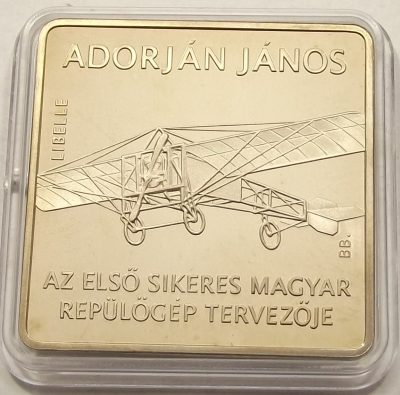 ADORJÁN JÁNOS
LIBELLE
BB.
AZ ELSŐ SIKERES MAGYAR
REPÜLŐGÉP TERVEZŐJE